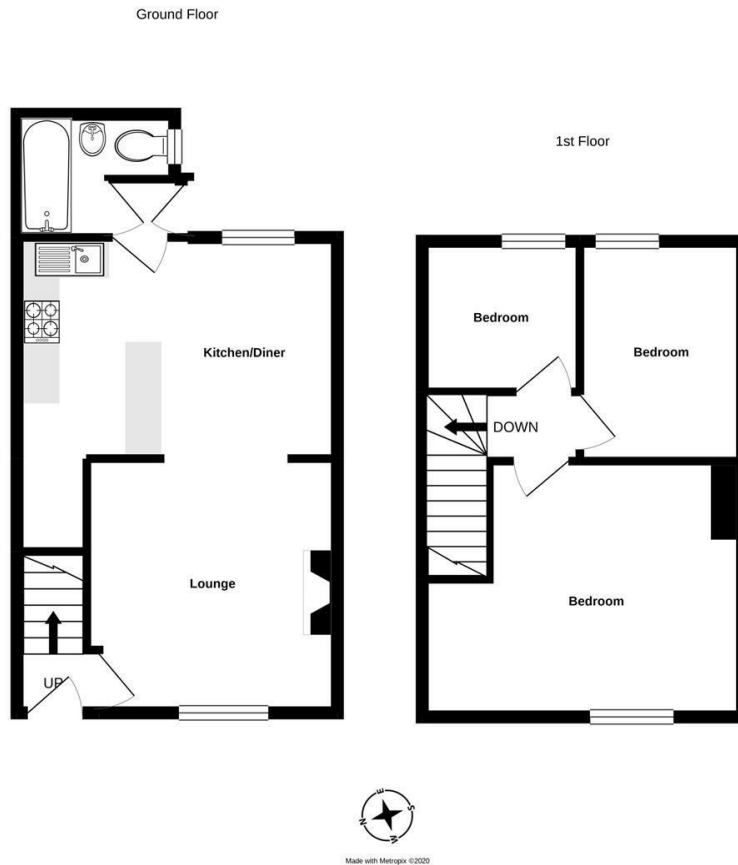 Ground Floor
1st Floor
Kitchen/Diner
Lounge
UP
Bedroom
Bedroom
DOWN
Bedroom
N
E
S
W
Made with Metropix ©2020